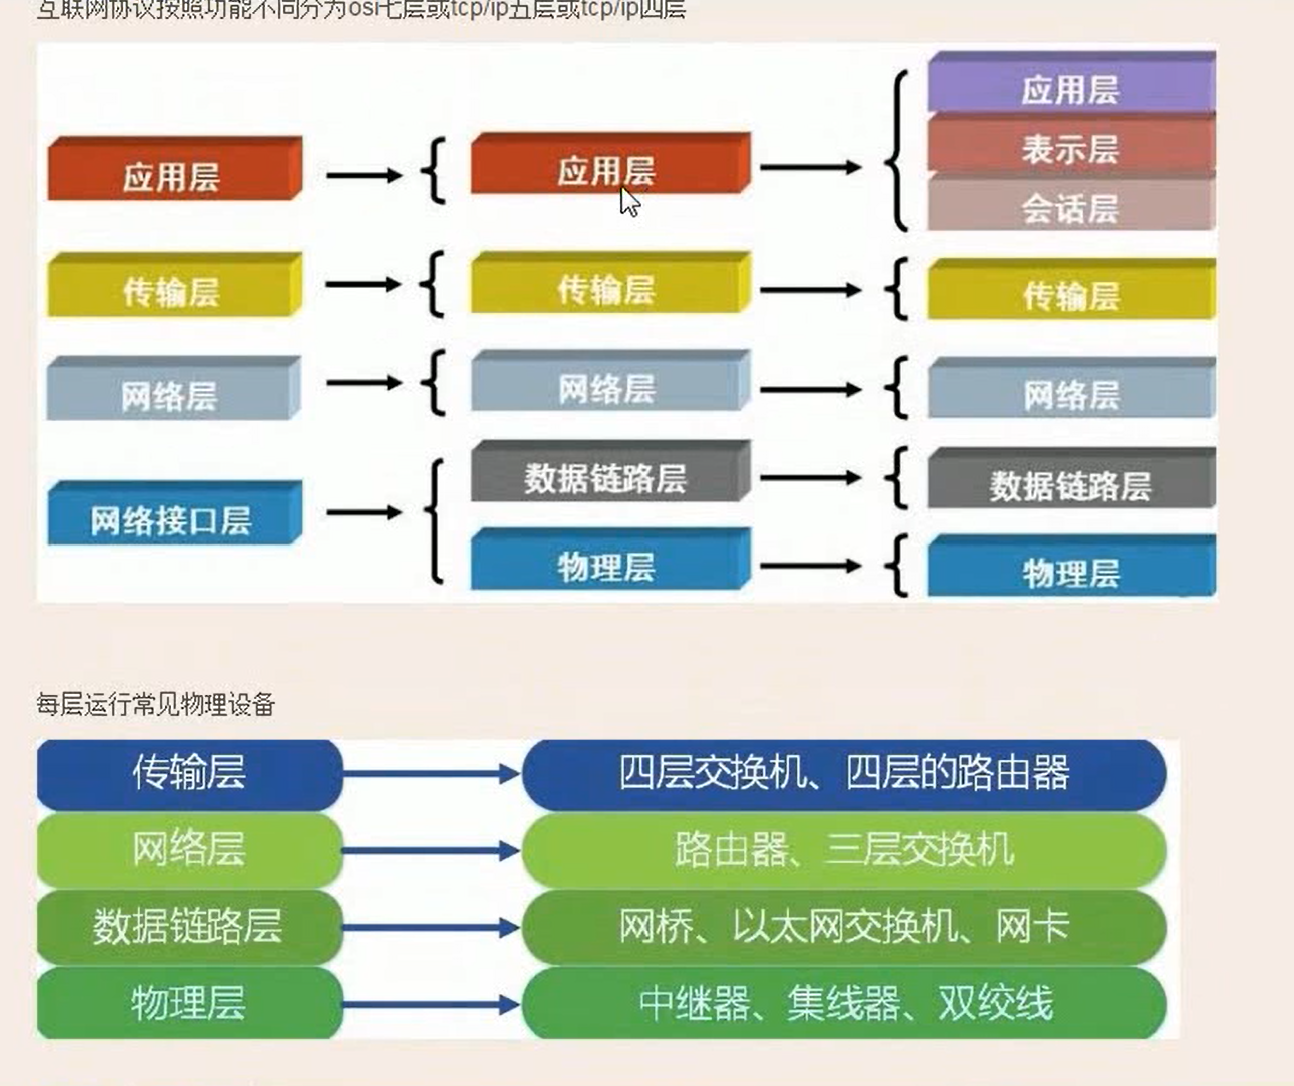 互联网协议按照功能不同分为osi七层或tcp/ip五层或tcp/ip四层
应用层
传输层
网络层
网络接口层
应用层
传输层
网络层
数据链路层
物理层
应用层
表示层
会话层
传输层
网络层
数据链路层
物理层
每层运行常见物理设备
传输层 四层交换机、四层的路由器
网络层 路由器、三层交换机
数据链路层 网桥、以太网交换机、网卡
物理层 中继器、集线器、双绞线